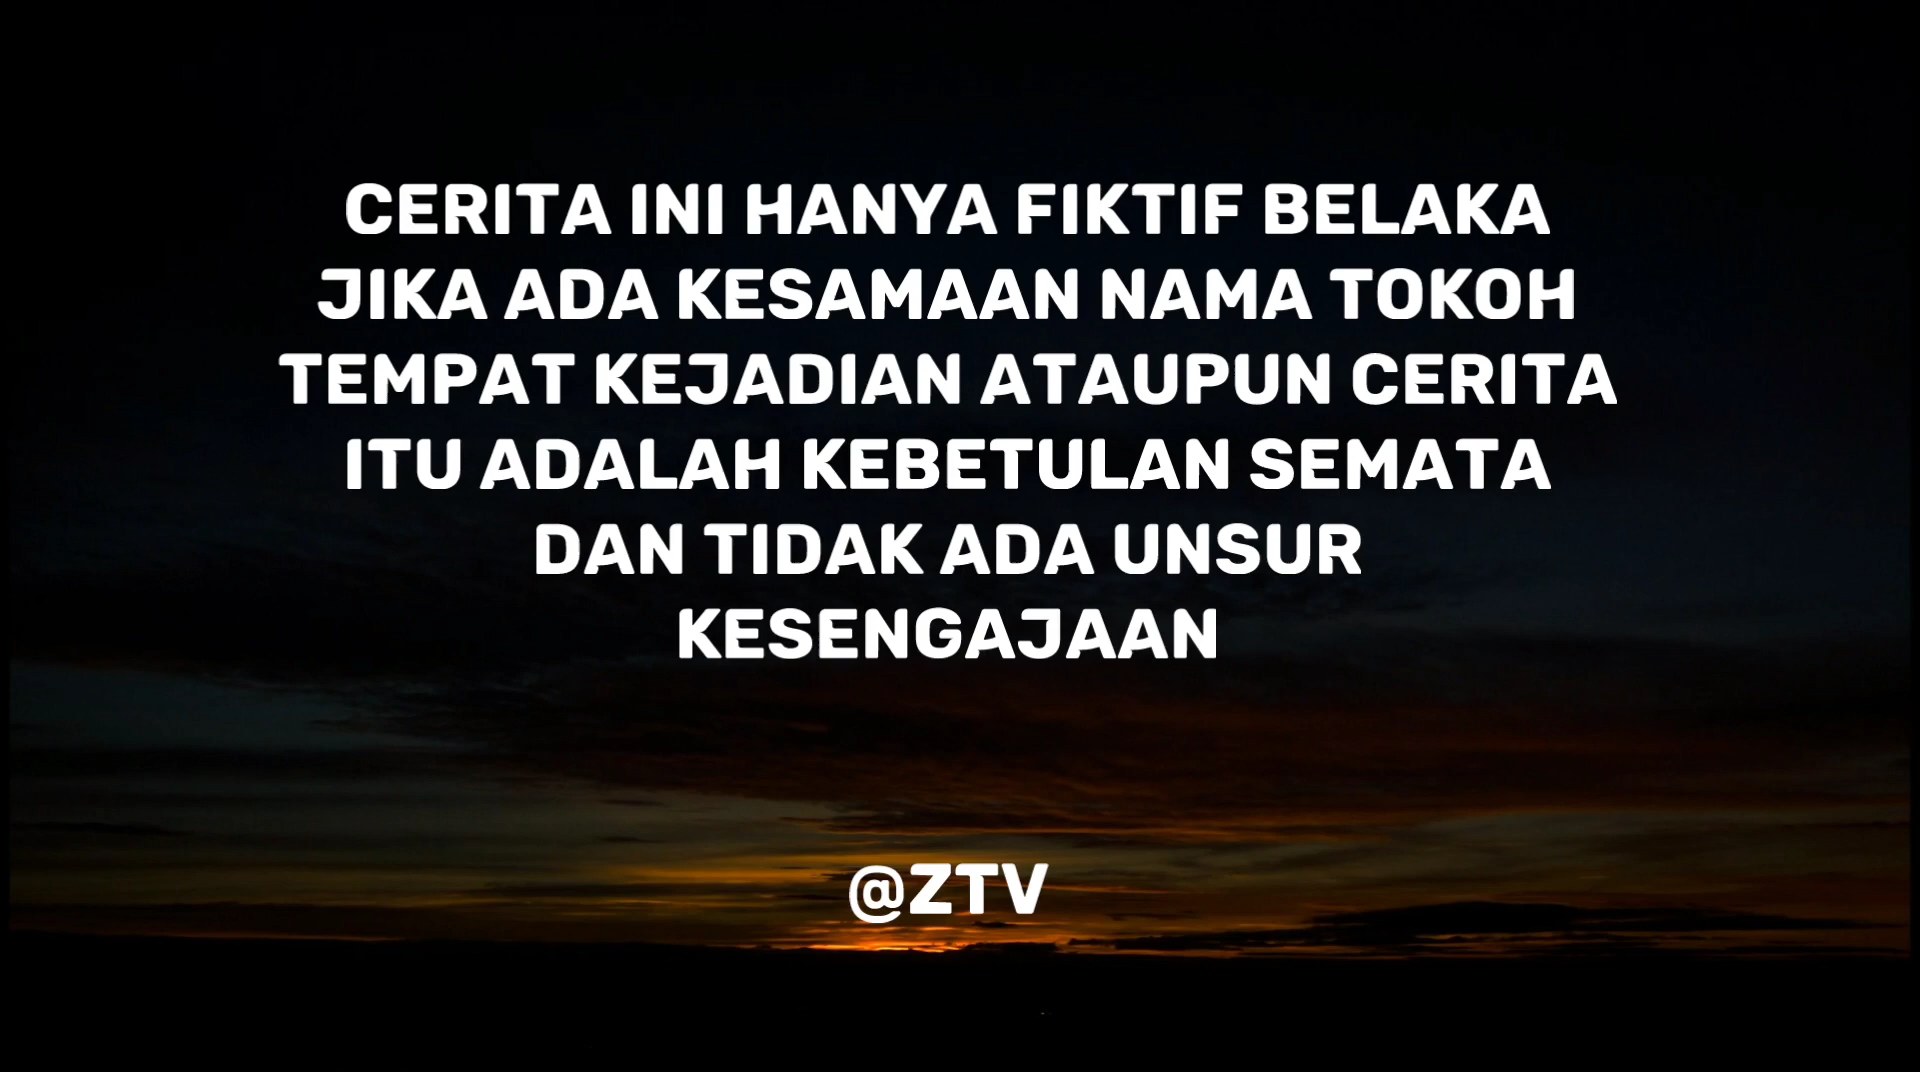 CERITA INI HANYA FIKTIF BELAKA
JIKA ADA KESAMAAN NAMA TOKOH
TEMPAT KEJADIAN ATAUPUN CERITA
ITU ADALAH KEBETULAN SEMATA
DAN TIDAK ADA UNSUR
KESENGAJAAN
@ZTV